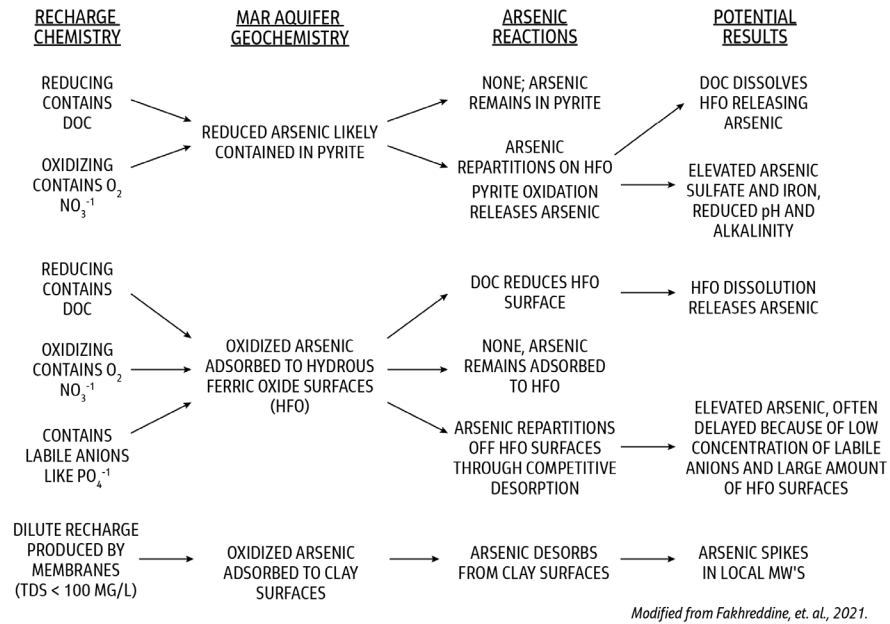 RECHARGE
CHEMISTRY
MAR AQUIFER
GEOCHEMISTRY
ARSENIC
REACTIONS
POTENTIAL
RESULTS
REDUCING
CONTAINS
DOC
OXIDIZING
CONTAINS O2
NO3-1
REDUCED ARSENIC LIKELY
CONTAINED IN PYRITE
NONE; ARSENIC
REMAINS IN PYRITE
ARSENIC
REPARTITIONS ON HFO
PYRITE OXIDATION
RELEASES ARSENIC
DOC DISSOLVES
HFO RELEASING
ARSENIC
ELEVATED ARSENIC
SULFATE AND IRON,
REDUCED pH AND
ALKALINITY
REDUCING
CONTAINS
DOC
OXIDIZING
CONTAINS O2
NO3-1
CONTAINS
LABILE ANIONS
LIKE PO4-1
OXIDIZED ARSENIC
ADSORBED TO HYDROUS
FERRIC OXIDE SURFACES
(HFO)
DOC REDUCES HFO
SURFACE
NONE, ARSENIC
REMAINS ADSORBED
TO HFO
ARSENIC REPARTITIONS
OFF HFO SURFACES
THROUGH COMPETITIVE
DESORPTION
HFO DISSOLUTION
RELEASES ARSENIC
ELEVATED ARSENIC, OFTEN
DELAYED BECAUSE OF LOW
CONCENTRATION OF LABILE
ANIONS AND LARGE AMOUNT
OF HFO SURFACES
DILUTE RECHARGE
PRODUCED BY
MEMBRANES
(TDS < 100 MG/L)
OXIDIZED ARSENIC
ADSORBED TO CLAY
SURFACES
ARSENIC DESORBS
FROM CLAY SURFACES
ARSENIC SPIKES
IN LOCAL MW'S
Modified from Fakhreddine, et. al., 2021.